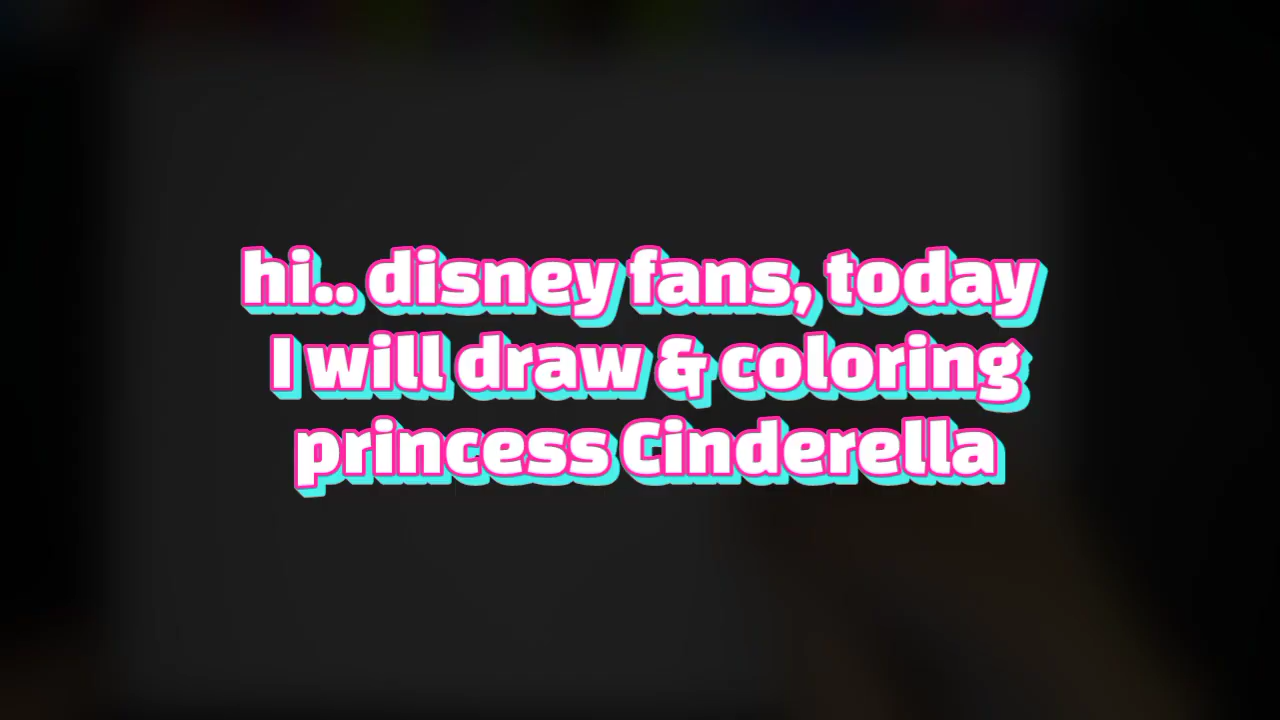 hi.. disney fans, today
I will draw & coloring
princess Cinderella